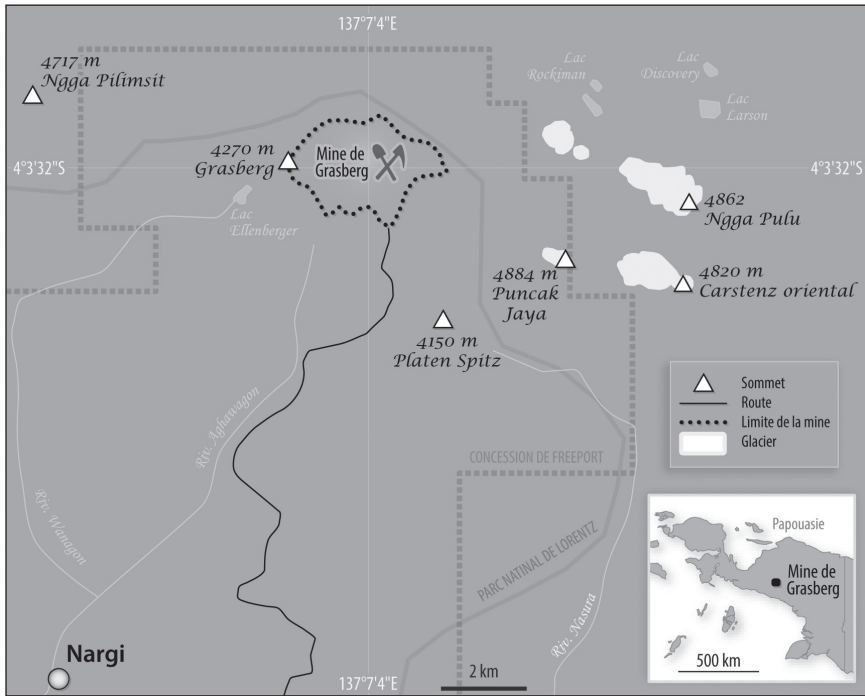 137°7'4"E
4717 m
Ngga Pilimsit
Lac
Rockiman
Lac
Discovery
Lac
Larson
4270 m
Grasberg
Mine de
Grasberg
4°3'32"S
4°3'32"S
Lac
Ellenberger
4862
Ngga Pulu
4884 m
Puncak
Jaya
4820 m
Carstenz oriental
4150 m
Platen Spitz
Riv. Aghawagon
Riv. Wanagon
Sommet
Route
Limite de la mine
Glacier
CONCESSION DE FREEPORT
PARC NATINAL DE LORENTZ
Riv. Nasura
Papouasie
Mine de
Grasberg
500 km
Nargi
137°7'4"E
2 km